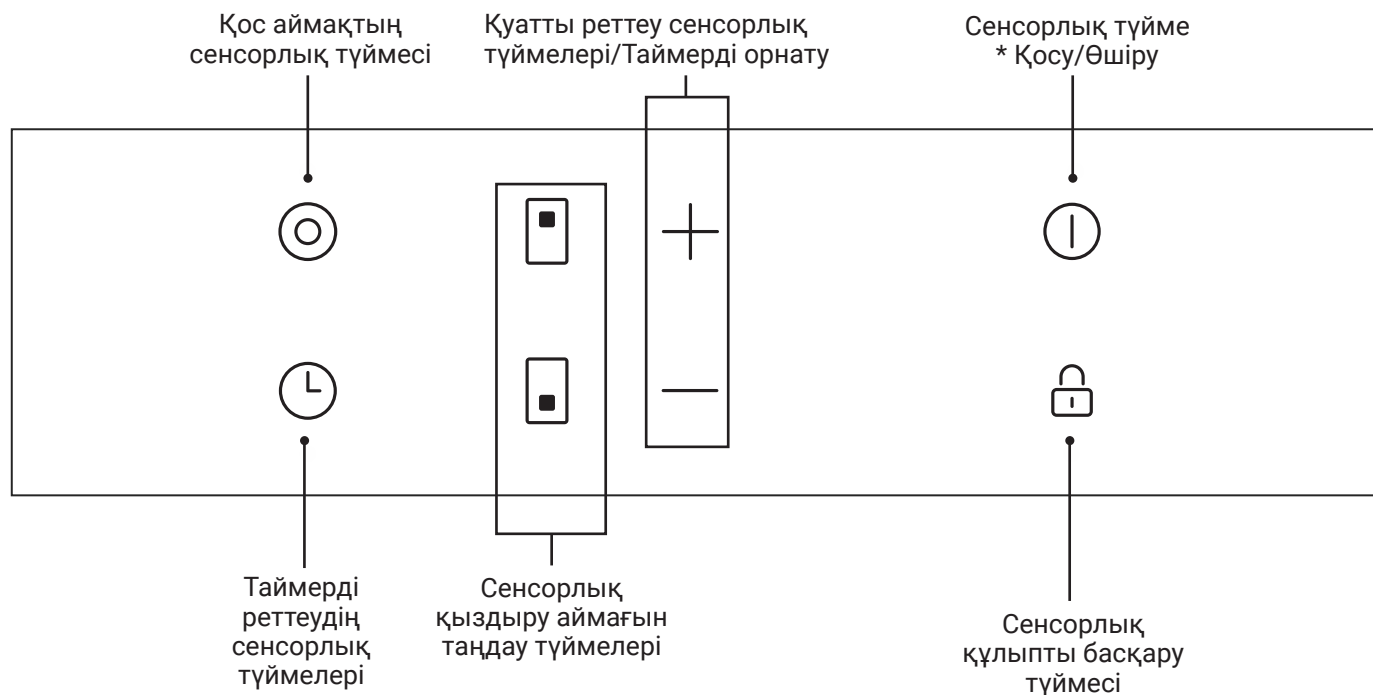 Қос аймақтың
сенсорлық түймесі
Қуатты реттеу сенсорлық
түймелері/Таймерді орнату
Сенсорлық түйме
* Қосу/Өшіру
Таймерді
реттеудің
сенсорлық
түймелері
Сенсорлық
қыздыру аймағын
таңдау түймелері
Сенсорлық
құлыпты басқару
түймесі